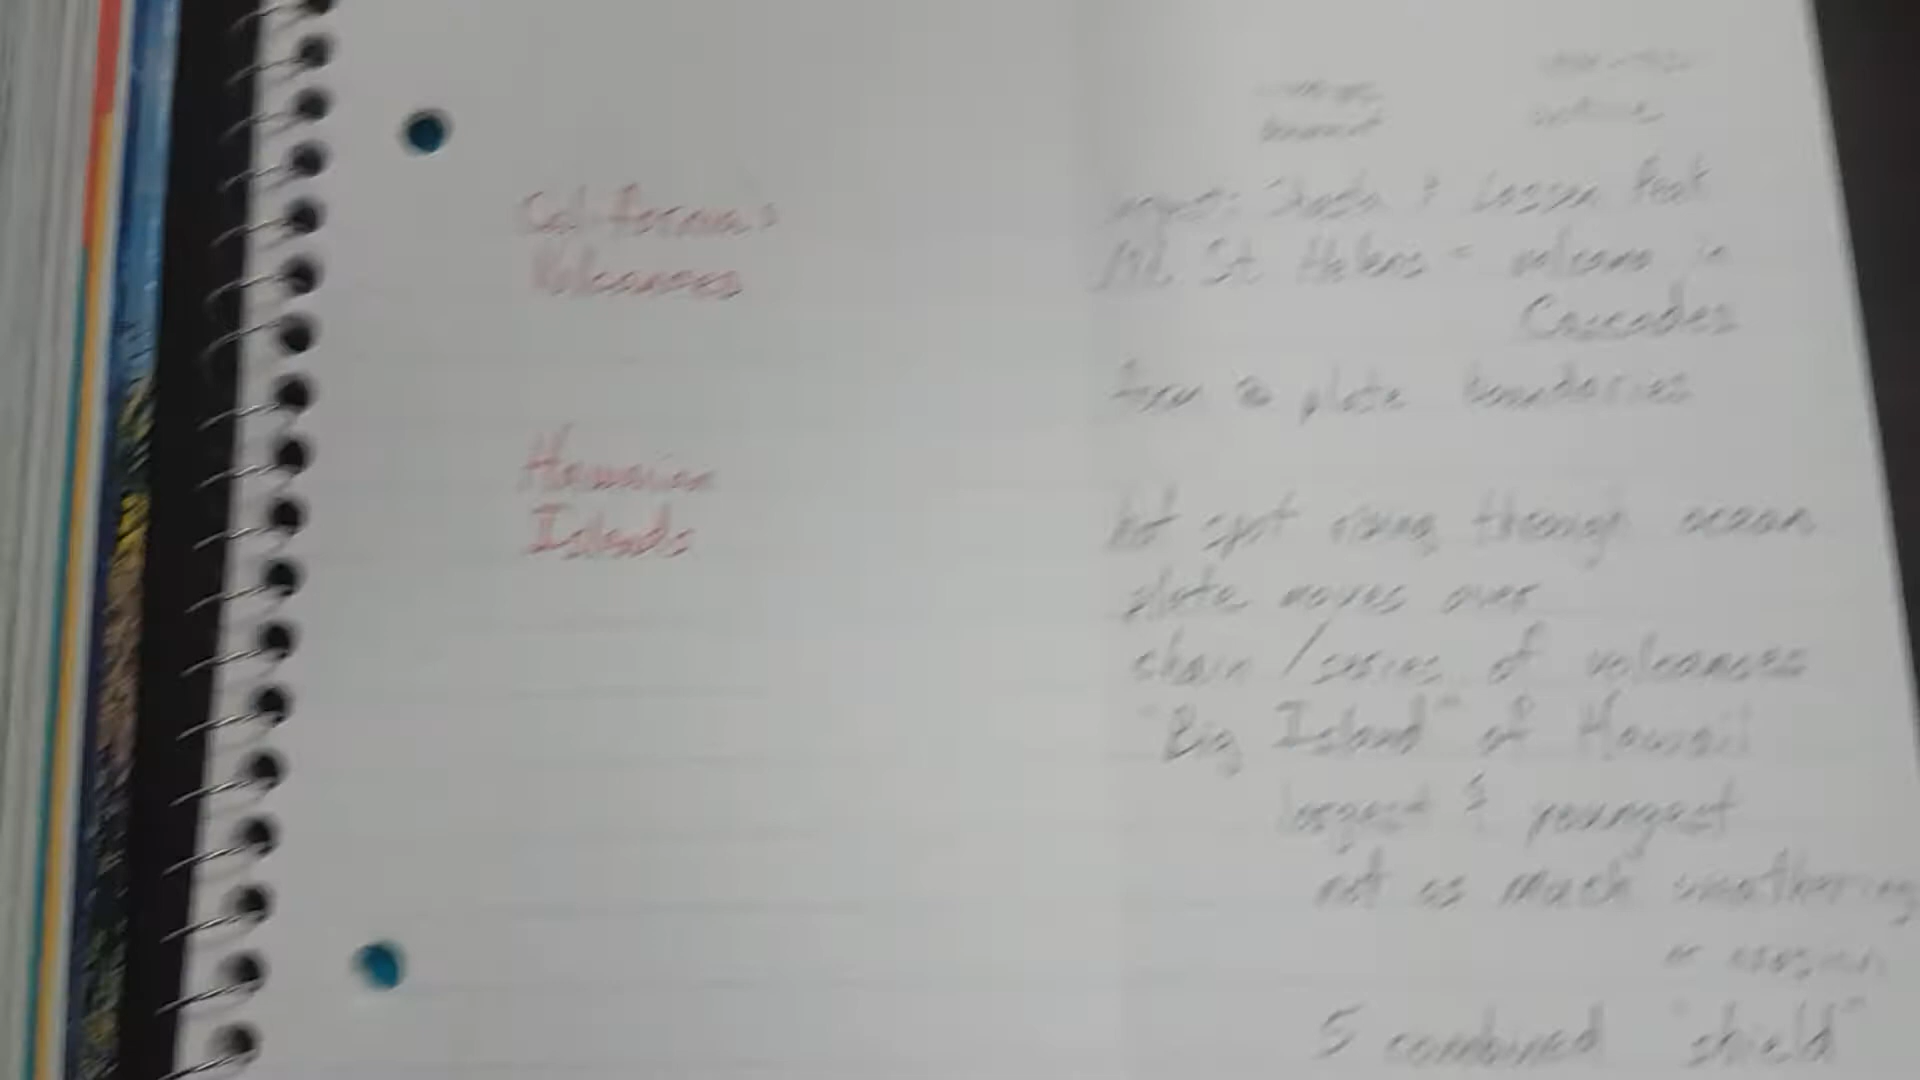 California's
Volcanoes
Shasta & Lassen Peak
Mt. St Helens - volcano in
Cascades
form @ plate boundaries
Hawaiian
Islands
hot spot rising through ocean
plate moves over
chain/series of volcanoes
"Big Island" of Hawaii
largest & youngest
not as much weathering
or erosion
5 combined "shield"